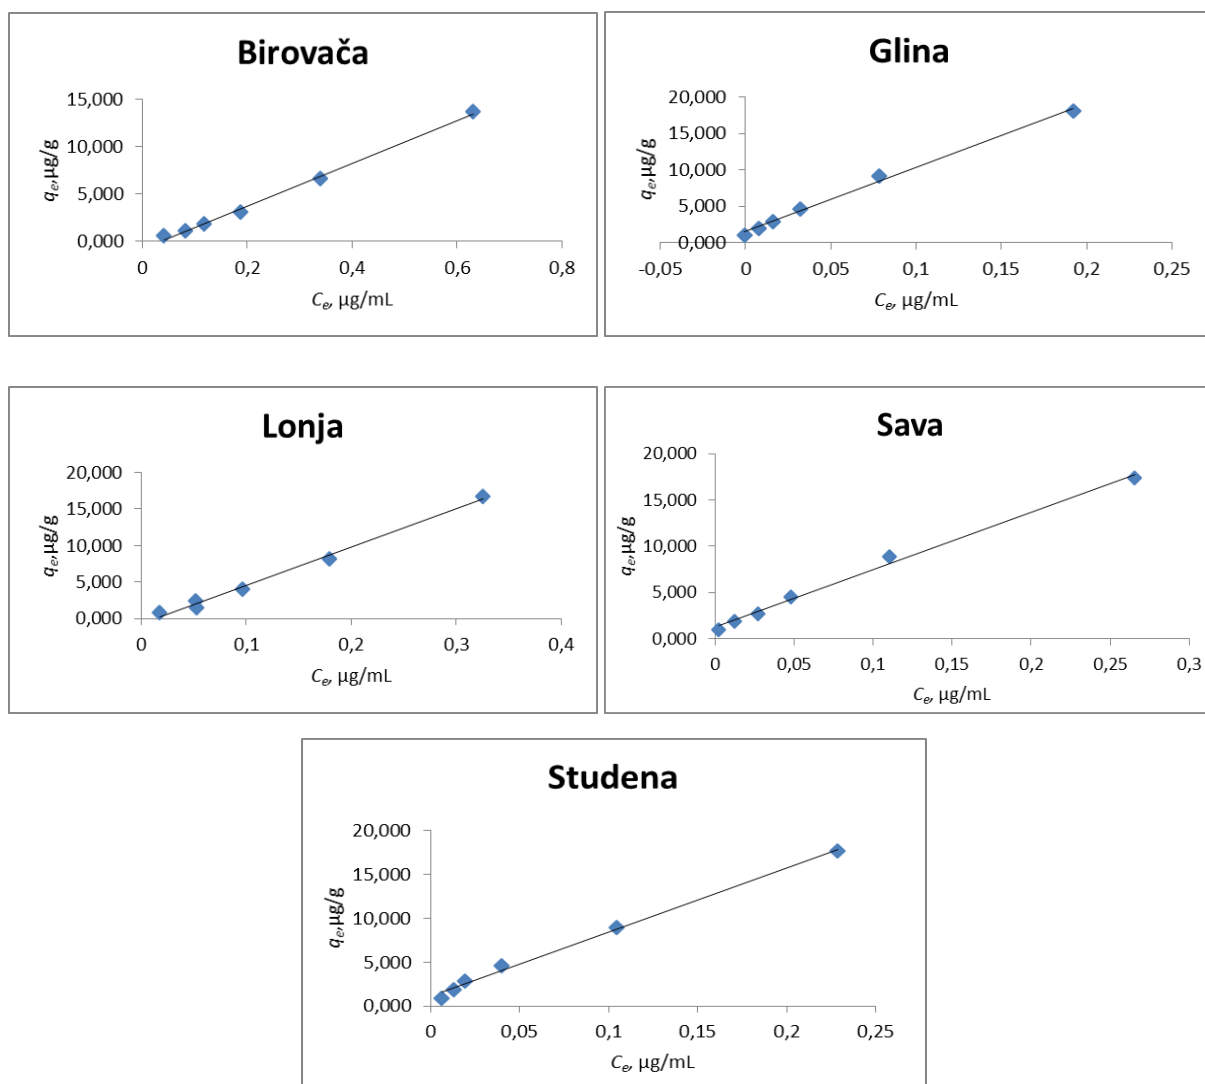 Birovača
15,000
10,000
5,000
0,000
qe,µg/g
0 0,2 0,4 0,6 0,8
Ce, µg/mL
Glina
20,000
15,000
10,000
5,000
0,000
qe,µg/g
-0,05 0 0,05 0,1 0,15 0,2 0,25
Ce, µg/mL
Lonja
20,000
15,000
10,000
5,000
0,000
qe,µg/g
0 0,1 0,2 0,3 0,4
Ce, µg/mL
Sava
20,000
15,000
10,000
5,000
0,000
qe,µg/g
0 0,05 0,1 0,15 0,2 0,25 0,3
Ce, µg/mL
Studena
20,000
15,000
10,000
5,000
0,000
qe,µg/g
0 0,05 0,1 0,15 0,2 0,25
Ce, µg/mL